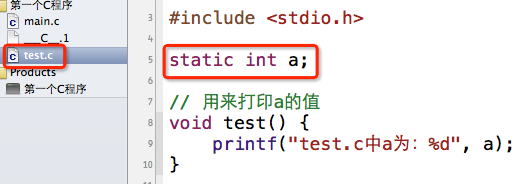 第一个C程序
main.c
__C__.1
test.c
Products
第一个C程序
3 #include <stdio.h>
4
5 static int a;
6
7 // 用来打印a的值
8 void test() {
9 printf("test.c中a为：%d", a);
10 }